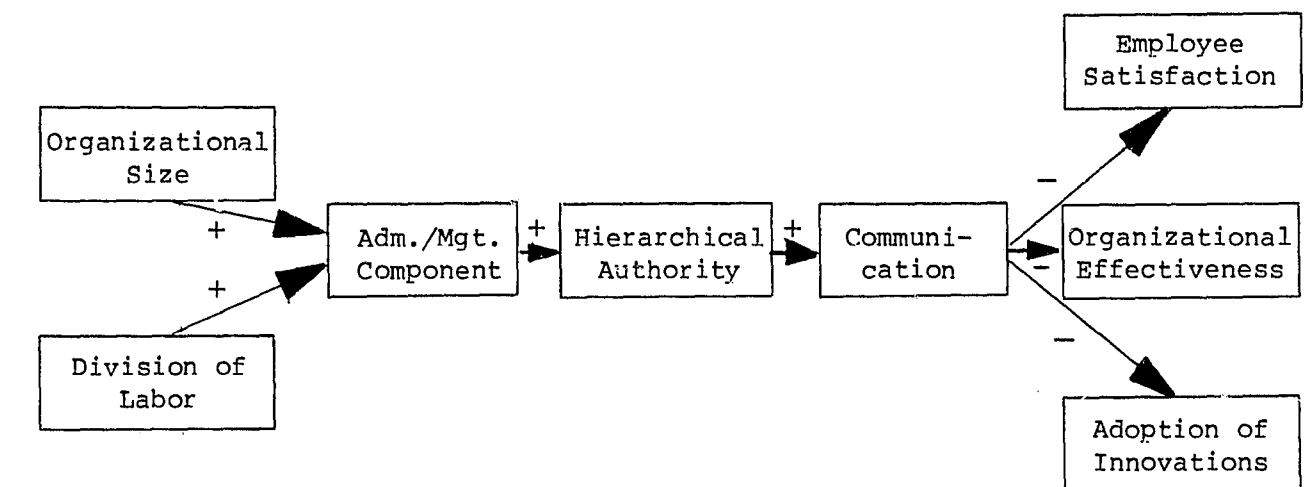 Employee
Satisfaction
Organizational
Size
−
+
Adm./Mgt.
Component
+
Hierarchical
Authority
+
Communi-
cation
Organizational
Effectiveness
−
+
Division of
Labor
−
Adoption of
Innovations